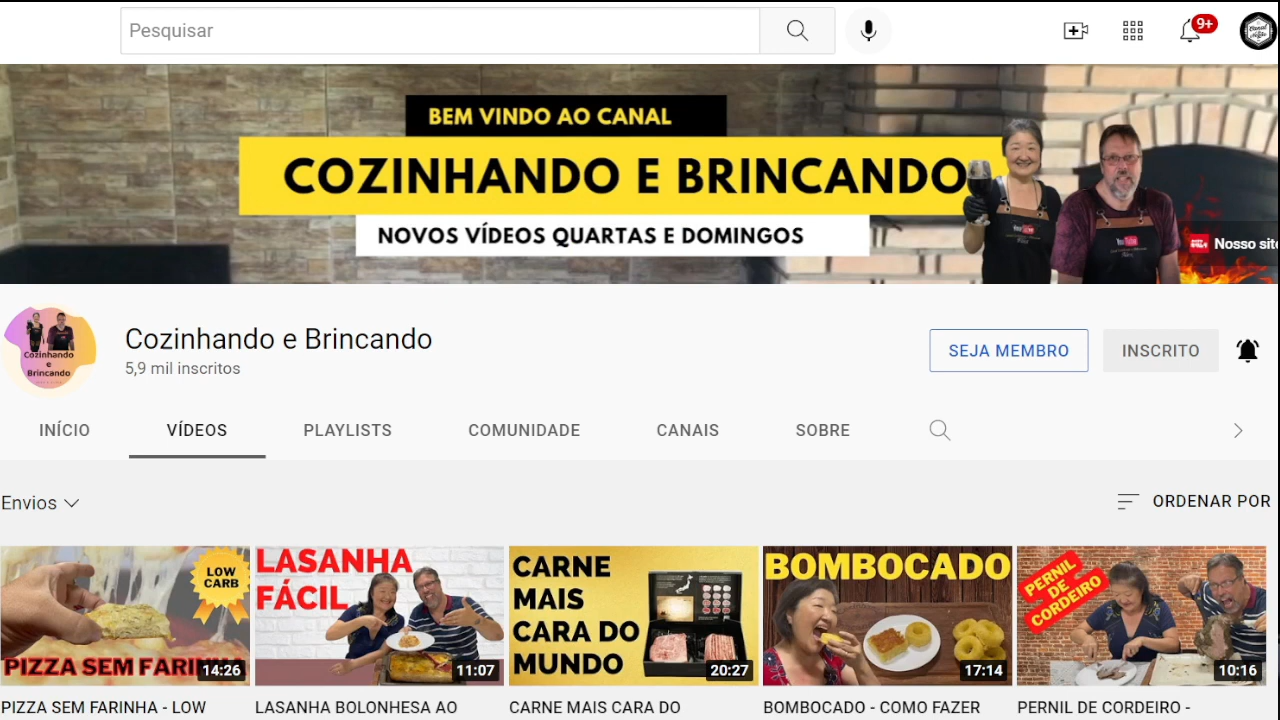 Pesquisar
9+
BEM VINDO AO CANAL
COZINHANDO E BRINCANDO
NOVOS VÍDEOS QUARTAS E DOMINGOS
Nosso sit
Cozinhando
e
Brincando
Cozinhando e Brincando
5,9 mil inscritos
SEJA MEMBRO
INSCRITO
INÍCIO
VÍDEOS
PLAYLISTS
COMUNIDADE
CANAIS
SOBRE
Envios
ORDENAR POR
LOW
CARB
PIZZA SEM FARIN
14:26
LASANHA
FÁCIL
11:07
CARNE
MAIS
CARA DO
MUNDO
20:27
BOMBOCADO
17:14
PERNIL
DE
CORDEIRO
10:16
PIZZA SEM FARINHA - LOW
LASANHA BOLONHESA AO
CARNE MAIS CARA DO
BOMBOCADO - COMO FAZER
PERNIL DE CORDEIRO -